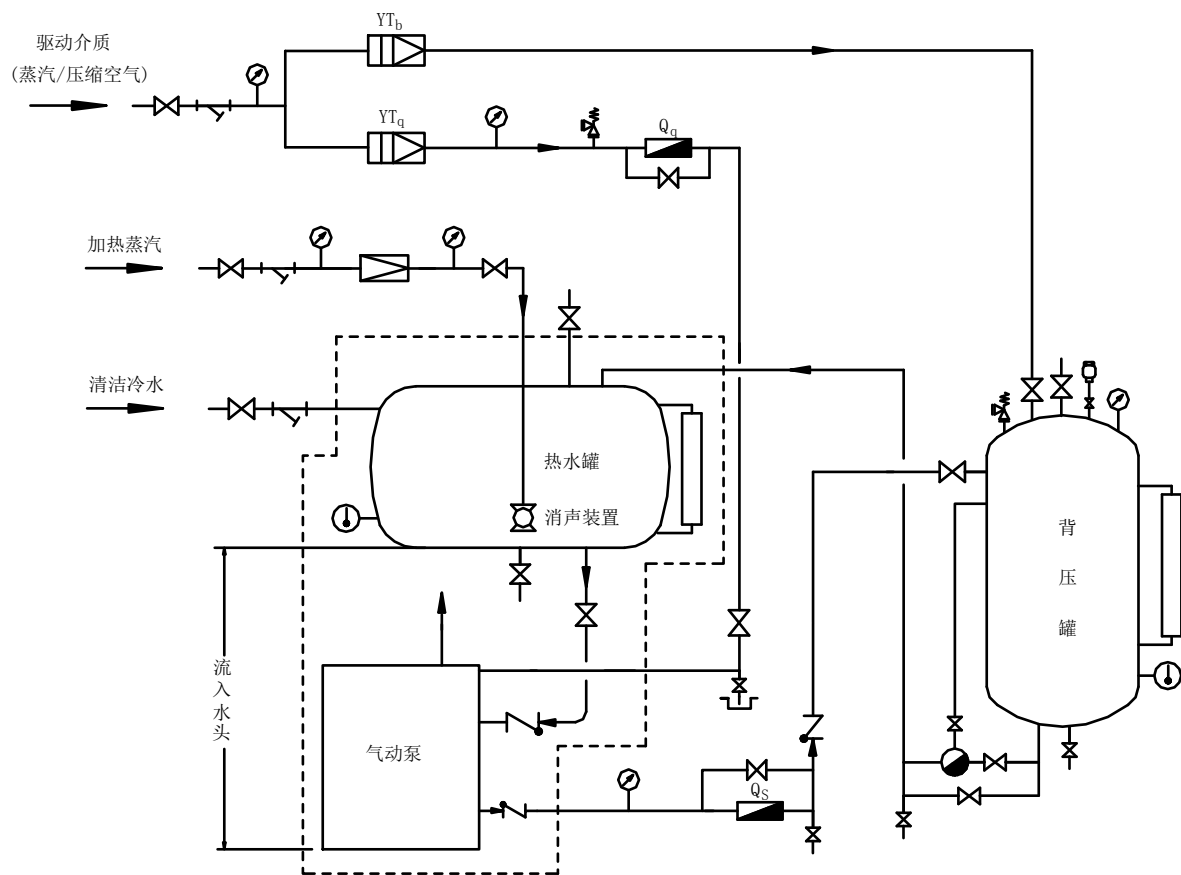 YTb
驱动介质
(蒸汽/压缩空气)
YTq
Qq
加热蒸汽
清洁冷水
热水罐
消声装置
背压罐
流入水头
气动泵
QS